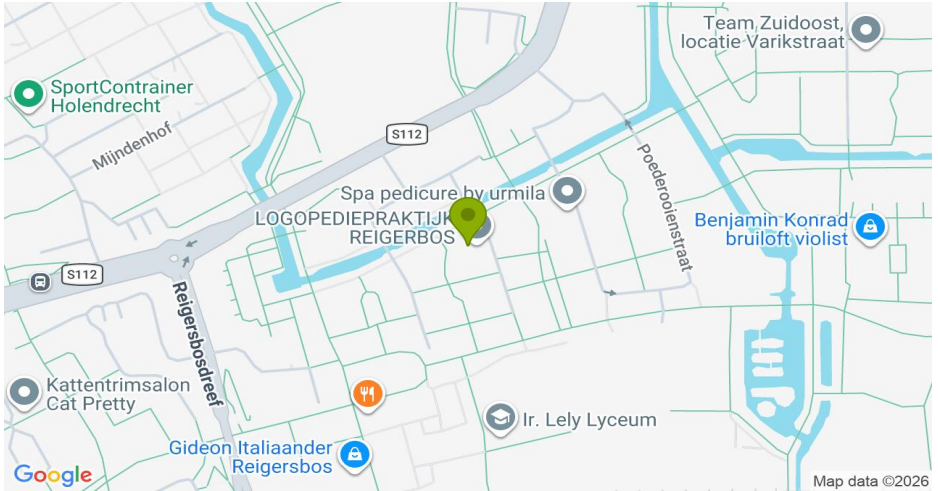 Team Zuidoost,
locatie Varikstraat
SportContrainer
Holendrecht
Mijndenhof
S112
Poederooienstraat
Spa pedicure by urmila
LOGOPEDIEPRAKTIJK
REIGERBOS
Benjamin Konrad
bruiloft violist
S112
Reigersbosdreef
Kattentrimsalon
Cat Pretty
Ir. Lely Lyceum
Gideon Italiaander
Reigersbos
Google
Map data ©2026